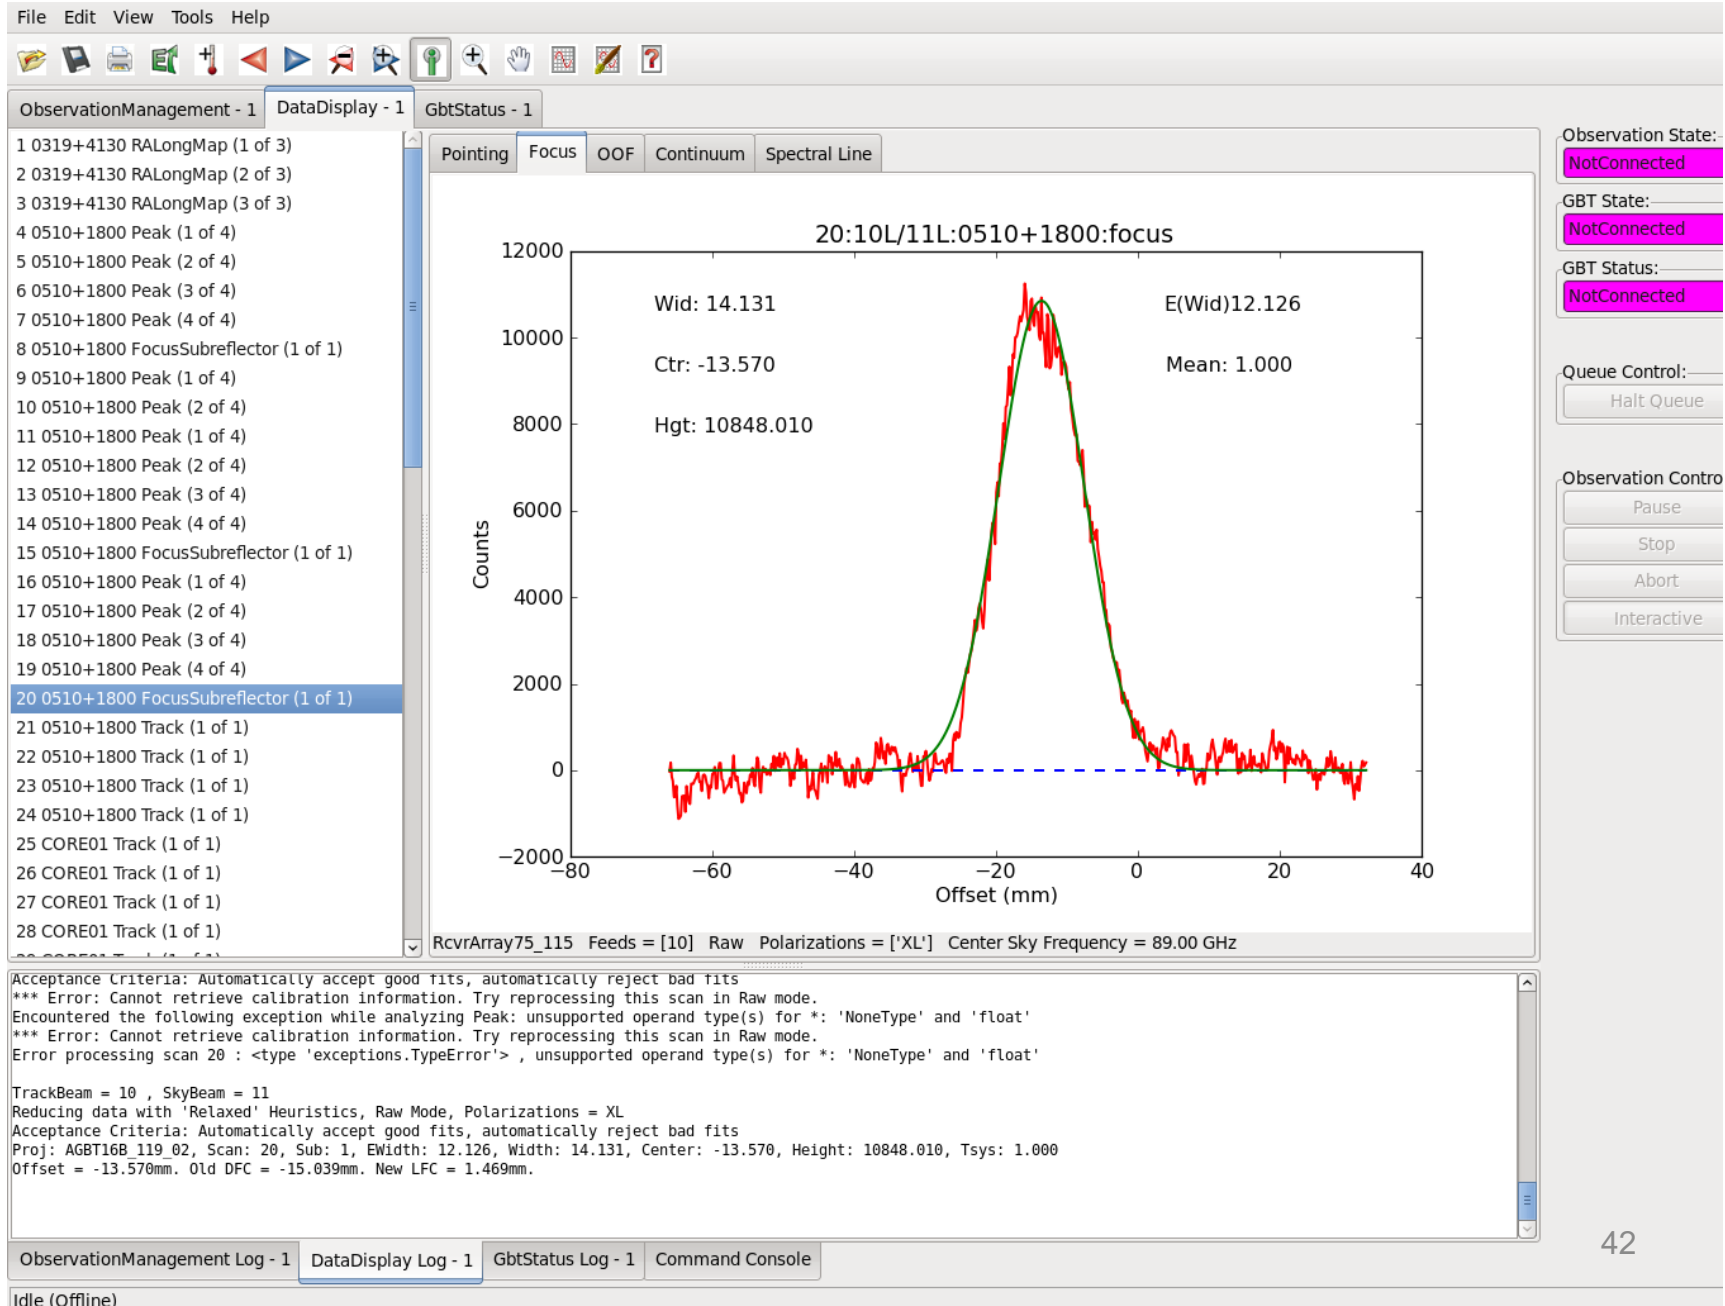 File Edit View Tools Help
ObservationManagement - 1 DataDisplay - 1 GbtStatus - 1
1 0319+4130 RALongMap (1 of 3)
2 0319+4130 RALongMap (2 of 3)
3 0319+4130 RALongMap (3 of 3)
4 0510+1800 Peak (1 of 4)
5 0510+1800 Peak (2 of 4)
6 0510+1800 Peak (3 of 4)
7 0510+1800 Peak (4 of 4)
8 0510+1800 FocusSubreflector (1 of 1)
9 0510+1800 Peak (1 of 4)
10 0510+1800 Peak (2 of 4)
11 0510+1800 Peak (1 of 4)
12 0510+1800 Peak (2 of 4)
13 0510+1800 Peak (3 of 4)
14 0510+1800 Peak (4 of 4)
15 0510+1800 FocusSubreflector (1 of 1)
16 0510+1800 Peak (1 of 4)
17 0510+1800 Peak (2 of 4)
18 0510+1800 Peak (3 of 4)
19 0510+1800 Peak (4 of 4)
20 0510+1800 FocusSubreflector (1 of 1)
21 0510+1800 Track (1 of 1)
22 0510+1800 Track (1 of 1)
23 0510+1800 Track (1 of 1)
24 0510+1800 Track (1 of 1)
25 CORE01 Track (1 of 1)
26 CORE01 Track (1 of 1)
27 CORE01 Track (1 of 1)
28 CORE01 Track (1 of 1)
Pointing Focus OOF Continuum Spectral Line
20:10L/11L:0510+1800:focus
Wid: 14.131 E(Wid)12.126
Ctr: -13.570 Mean: 1.000
Hgt: 10848.010
Counts
12000
10000
8000
6000
4000
2000
0
−2000
−80 −60 −40 −20 0 20 40
Offset (mm)
RcvrArray75_115 Feeds = [10] Raw Polarizations = ['XL'] Center Sky Frequency = 89.00 GHz
Observation State:
NotConnected
GBT State:
NotConnected
GBT Status:
NotConnected
Queue Control:
Halt Queue
Observation Contro
Pause
Stop
Abort
Interactive
Acceptance Criteria: Automatically accept good fits, automatically reject bad fits
*** Error: Cannot retrieve calibration information. Try reprocessing this scan in Raw mode.
Encountered the following exception while analyzing Peak: unsupported operand type(s) for *: 'NoneType' and 'float'
*** Error: Cannot retrieve calibration information. Try reprocessing this scan in Raw mode.
Error processing scan 20 : <type 'exceptions.TypeError'> , unsupported operand type(s) for *: 'NoneType' and 'float'
TrackBeam = 10 , SkyBeam = 11
Reducing data with 'Relaxed' Heuristics, Raw Mode, Polarizations = XL
Acceptance Criteria: Automatically accept good fits, automatically reject bad fits
Proj: AGBT16B_119_02, Scan: 20, Sub: 1, EWidth: 12.126, Width: 14.131, Center: -13.570, Height: 10848.010, Tsys: 1.000
Offset = -13.570mm. Old DFC = -15.039mm. New LFC = 1.469mm.
42
ObservationManagement Log - 1 DataDisplay Log - 1 GbtStatus Log - 1 Command Console
Idle (Offline)